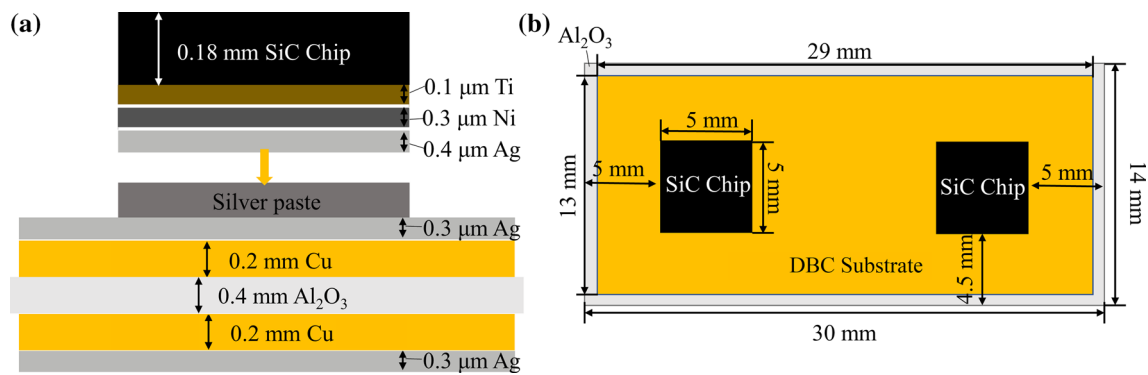 (a)
0.18 mm SiC Chip
0.1 μm Ti
0.3 μm Ni
0.4 μm Ag
Silver paste
0.3 μm Ag
0.2 mm Cu
0.4 mm Al₂O₃
0.2 mm Cu
0.3 μm Ag
(b)
Al₂O₃
29 mm
5 mm
5 mm
SiC Chip
5 mm
13 mm
SiC Chip
5 mm
14 mm
4.5 mm
DBC Substrate
30 mm